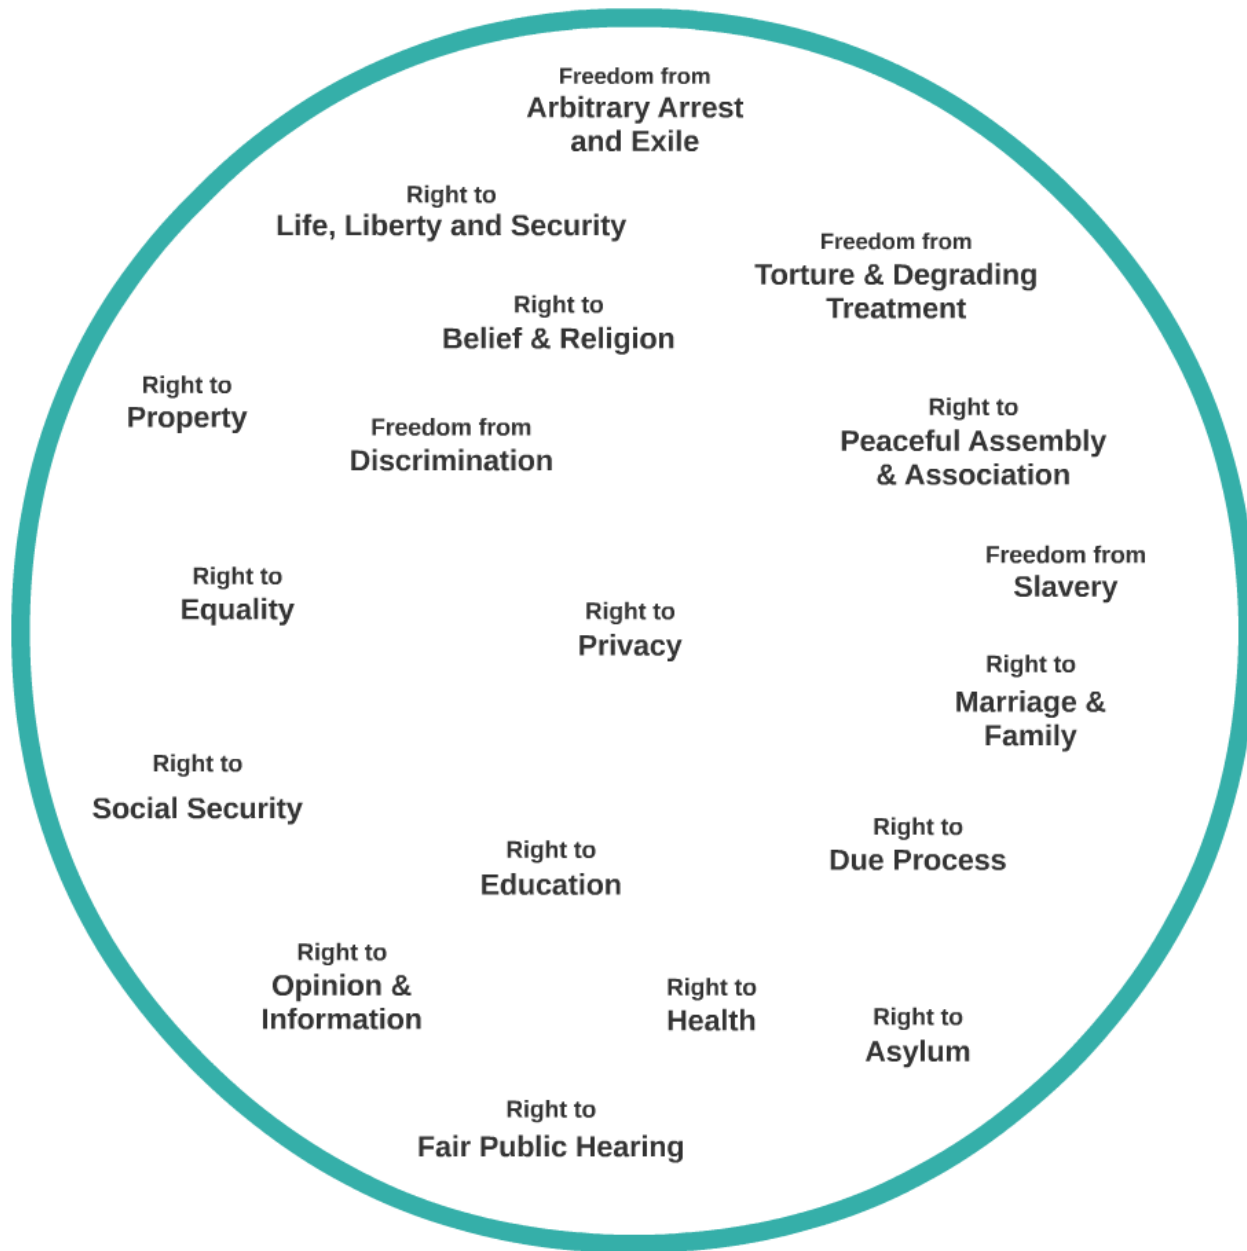 Freedom from
Arbitrary Arrest
and Exile
Right to
Life, Liberty and Security
Freedom from
Torture & Degrading
Treatment
Right to
Belief & Religion
Right to
Property
Freedom from
Discrimination
Right to
Peaceful Assembly
& Association
Freedom from
Slavery
Right to
Equality
Right to
Privacy
Right to
Marriage &
Family
Right to
Social Security
Right to
Due Process
Right to
Education
Right to
Opinion &
Information
Right to
Health
Right to
Asylum
Right to
Fair Public Hearing